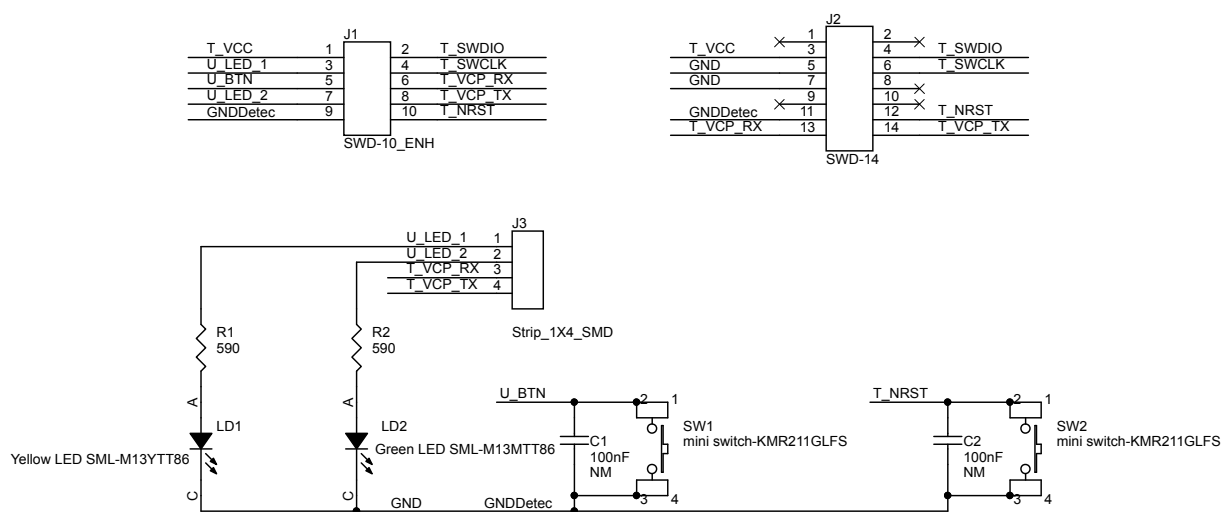 J1
T_VCC 1 2 T_SWDIO
U_LED_1 3 4 T_SWCLK
U_BTN 5 6 T_VCP_RX
U_LED_2 7 8 T_VCP_TX
GNDDetec 9 10 T_NRST
SWD-10_ENH
J2
1 2
T_VCC 3 4 T_SWDIO
GND 5 6 T_SWCLK
GND 7 8
9 10
GNDDetec 11 12 T_NRST
T_VCP_RX 13 14 T_VCP_TX
SWD-14
J3
U_LED_1 1
U_LED_2 2
T_VCP_RX 3
T_VCP_TX 4
Strip_1X4_SMD
R1
590
R2
590
A
LD1
Yellow LED SML-M13YTT86
C
A
LD2
Green LED SML-M13MTT86
C
GND
GNDDetec
U_BTN
2 1
C1
100nF
NM
SW1
mini switch-KMR211GLFS
3 4
T_NRST
2 1
C2
100nF
NM
SW2
mini switch-KMR211GLFS
3 4